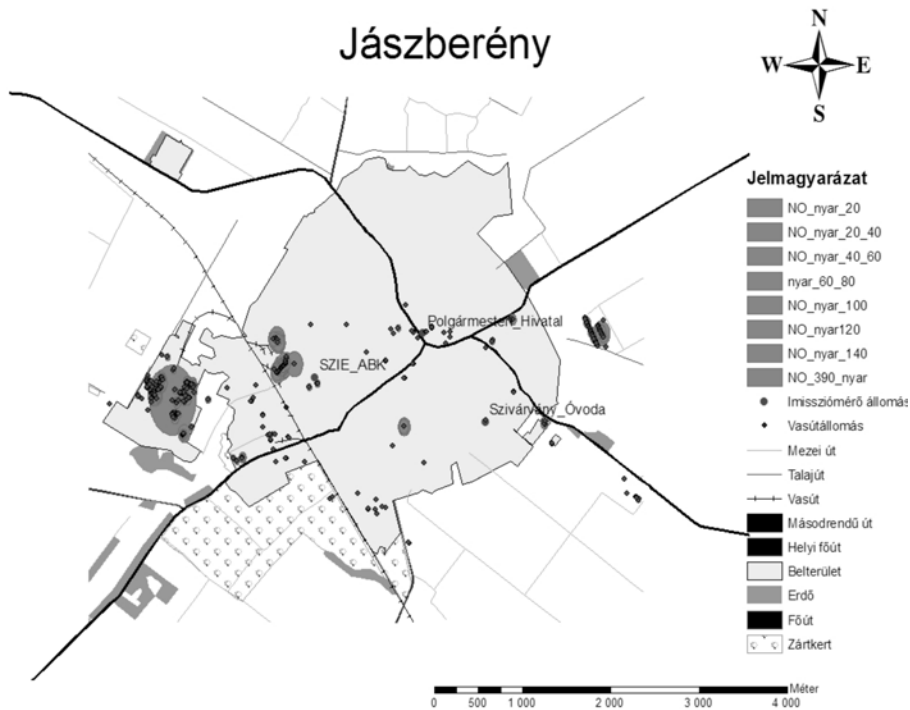 Jászberény
N
W E
S
Polgármesteri_Hivatal
SZIE_ABK
Szivárvány_Óvoda
Jelmagyarázat
NO_nyar_20
NO_nyar_20_40
NO_nyar_40_60
nyar_60_80
NO_nyar_100
NO_nyar120
NO_nyar_140
NO_390_nyar
Imissziómérő állomás
Vasútállomás
Mezei út
Talajút
Vasút
Másodrendű út
Helyi főút
Belterület
Erdő
Főút
Zártkert
Méter
0 500 1 000 2 000 3 000 4 000